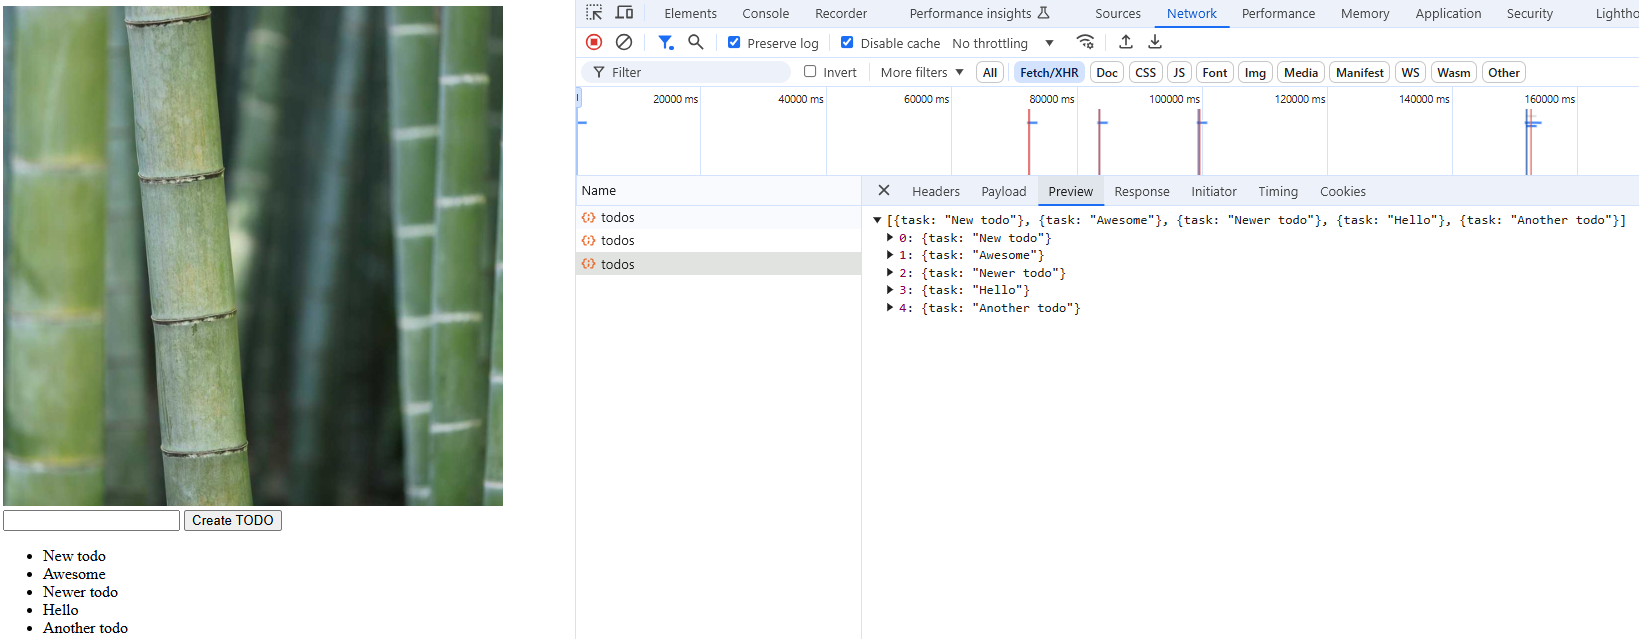 Elements Console Recorder Performance insights Sources Network Performance Memory Application Security Lightho
Preserve log Disable cache No throttling
Filter Invert More filters All Fetch/XHR Doc CSS JS Font Img Media Manifest WS Wasm Other
20000 ms 40000 ms 60000 ms 80000 ms 100000 ms 120000 ms 140000 ms 160000 ms
Name
todos
todos
todos
Headers Payload Preview Response Initiator Timing Cookies
[{task: "New todo"}, {task: "Awesome"}, {task: "Newer todo"}, {task: "Hello"}, {task: "Another todo"}]
0: {task: "New todo"}
1: {task: "Awesome"}
2: {task: "Newer todo"}
3: {task: "Hello"}
4: {task: "Another todo"}
Create TODO
• New todo
• Awesome
• Newer todo
• Hello
• Another todo